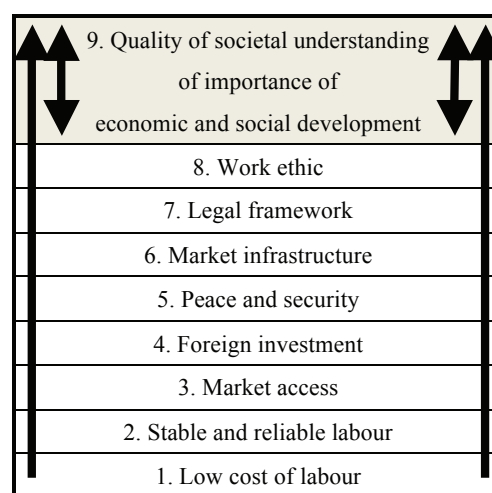 9. Quality of societal understanding
of importance of
economic and social development
8. Work ethic
7. Legal framework
6. Market infrastructure
5. Peace and security
4. Foreign investment
3. Market access
2. Stable and reliable labour
1. Low cost of labour